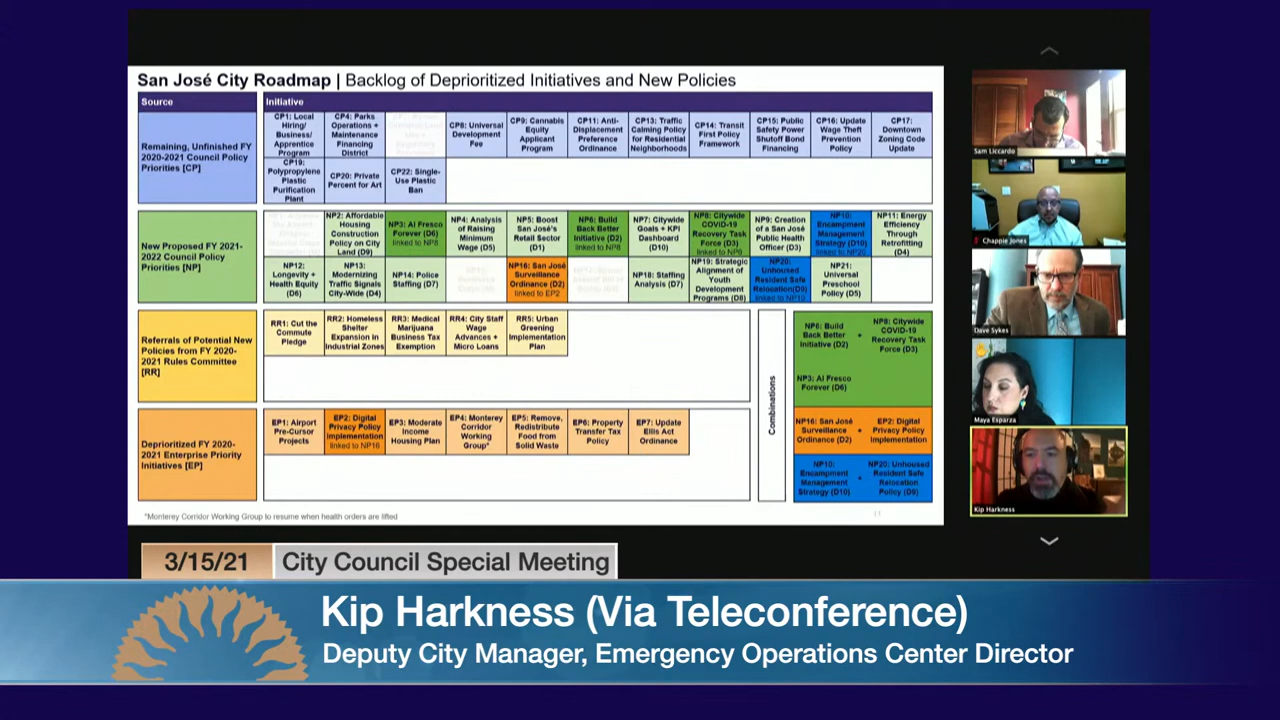 San José City Roadmap | Backlog of Deprioritized Initiatives and New Policies
Source
Initiative
Remaining, Unfinished FY
2020-2021 Council Policy
Priorities [CP]
CP1: Local
Hiring/
Business/
Apprentice
Program
CP4: Parks
Operations +
Maintenance
Financing
District
CP8: Universal
Development
Fee
CP9: Cannabis
Equity
Applicant
Program
CP11: Anti-
Displacement
Preference
Ordinance
CP13: Traffic
Calming Policy
for Residential
Neighborhoods
CP14: Transit
First Policy
Framework
CP15: Public
Safety Power
Shutoff Bond
Financing
CP16: Update
Wage Theft
Prevention
Policy
CP17:
Downtown
Zoning Code
Update
CP19:
Polypropylene
Plastic
Purification
Plant
CP20: Private
Percent for Art
CP22: Single-
Use Plastic
Ban
New Proposed FY 2021-
2022 Council Policy
Priorities [NP]
NP2: Affordable
Housing
Construction
Policy on City
Land (D9)
NP3: Al Fresco
Forever (D6)
linked to NP8
NP4: Analysis
of Raising
Minimum
Wage (D5)
NP5: Boost
San José's
Retail Sector
(D1)
NP6: Build
Back Better
Initiative (D2)
linked to NP8
NP7: Citywide
Goals + KPI
Dashboard
(D10)
NP8: Citywide
COVID-19
Recovery Task
Force (D3)
linked to NP6
NP9: Creation
of a San José
Public Health
Officer (D3)
NP10:
Encampment
Management
Strategy (D10)
linked to NP20
NP11: Energy
Efficiency
Through
Retrofitting
(D4)
NP12:
Longevity +
Health Equity
(D6)
NP13:
Modernizing
Traffic Signals
City-Wide (D4)
NP14: Police
Staffing (D7)
NP16: San José
Surveillance
Ordinance (D2)
linked to EP2
NP18: Staffing
Analysis (D7)
NP19: Strategic
Alignment of
Youth
Development
Programs (D8)
NP20:
Unhoused
Resident Safe
Relocation(D9)
linked to NP10
NP21:
Universal
Preschool
Policy (D5)
Referrals of Potential New
Policies from FY 2020-
2021 Rules Committee
[RR]
RR1: Cut the
Commute
Pledge
RR2: Homeless
Shelter
Expansion in
Industrial Zones
RR3: Medical
Marijuana
Business Tax
Exemption
RR4: City Staff
Wage
Advances +
Micro Loans
RR5: Urban
Greening
Implementation
Plan
Deprioritized FY 2020-
2021 Enterprise Priority
Initiatives [EP]
EP1: Airport
Pre-Cursor
Projects
EP2: Digital
Privacy Policy
Implementation
linked to NP16
EP3: Moderate
Income
Housing Plan
EP4: Monterey
Corridor
Working
Group*
EP5: Remove,
Redistribute
Food from
Solid Waste
EP6: Property
Transfer Tax
Policy
EP7: Update
Ellis Act
Ordinance
Combinations
NP6: Build
Back Better
Initiative (D2)
+
NP8: Citywide
COVID-19
Recovery Task
Force (D3)
NP3: Al Fresco
Forever (D6)
NP16: San José
Surveillance
Ordinance (D2)
+
EP2: Digital
Privacy Policy
Implementation
NP10:
Encampment
Management
Strategy (D10)
+
NP20: Unhoused
Resident Safe
Relocation
Policy (D9)
*Monterey Corridor Working Group to resume when health orders are lifted
Sam Liccardo
Chappie Jones
Dave Sykes
Maya Esparza
Kip Harkness
3/15/21
City Council Special Meeting
Kip Harkness (Via Teleconference)
Deputy City Manager, Emergency Operations Center Director